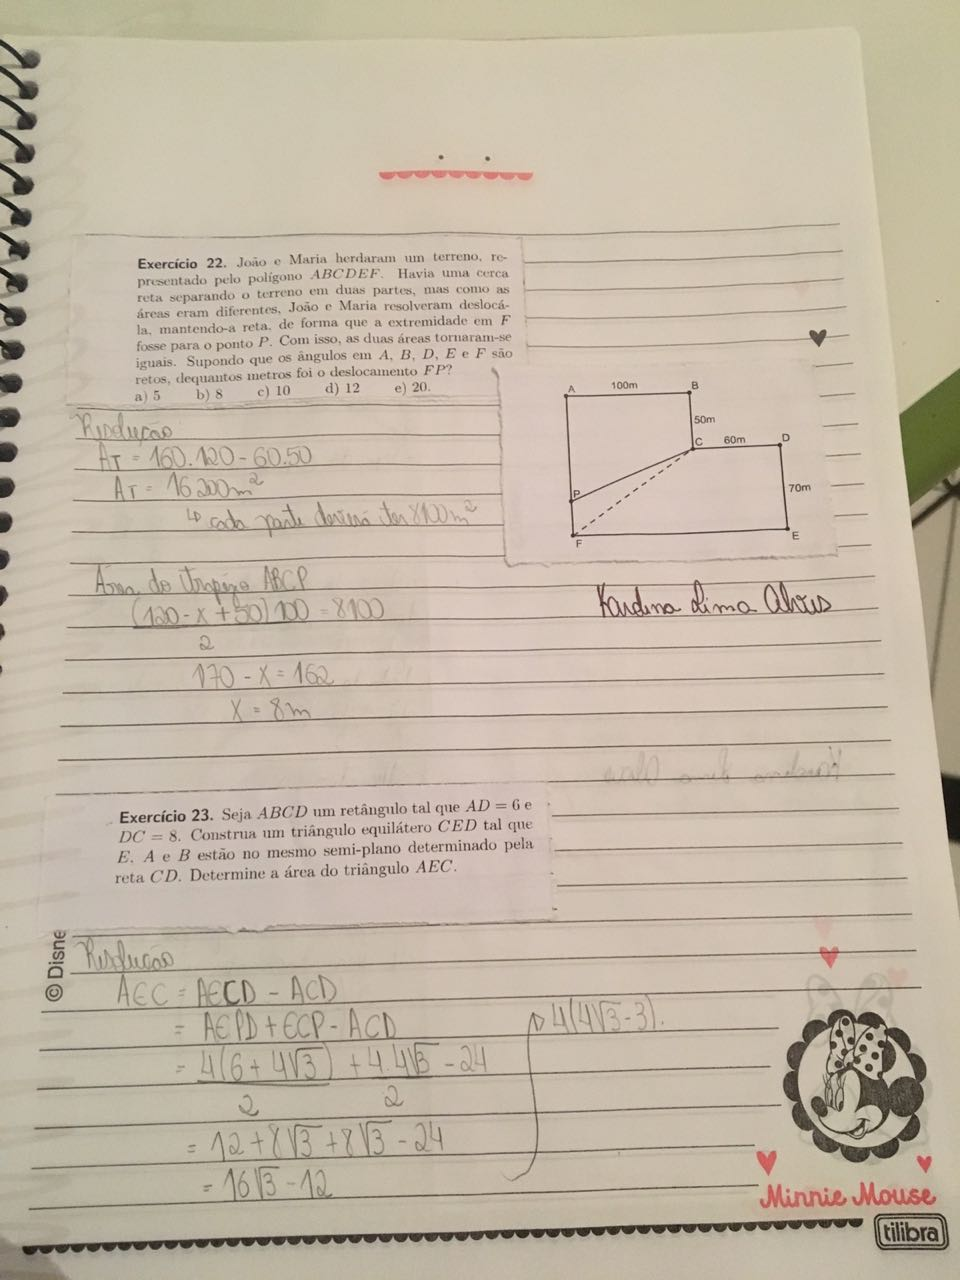 Exercício 22. João e Maria herdaram um terreno, re-
presentado pelo polígono ABCDEF. Havia uma cerca
reta separando o terreno em duas partes, mas como as
áreas eram diferentes, João e Maria resolveram deslocá-
la, mantendo-a reta, de forma que a extremidade em F
fosse para o ponto P. Com isso, as duas áreas tornaram-se
iguais. Supondo que os ângulos em A, B, D, E e F são
retos, dequantos metros foi o deslocamento FP?
a) 5 b) 8 c) 10 d) 12 e) 20.
A 100m B
50m
C 60m D
P
70m
F
E
Resolução
AT = 160.120 - 60.50
AT = 16200m²
↳ cada parte deverá ter 8100m²
Área do trapézio ABCP
(120 - x + 50)100 = 8100
2
170 - x = 162
x = 8m
Karolina Lima Alves
Exercício 23. Seja ABCD um retângulo tal que AD = 6 e
DC = 8. Construa um triângulo equilátero CED tal que
E, A e B estão no mesmo semi-plano determinado pela
reta CD. Determine a área do triângulo AEC.
Resolução
AEC = AECD - ACD
= AEPD + ECP - ACD
= 4(6 + 4√3) + 4.4√3 - 24
2 2
= 12 + 8√3 + 8√3 - 24
= 16√3 - 12
4(4√3 - 3).
© Disne
Minnie Mouse
tilibra